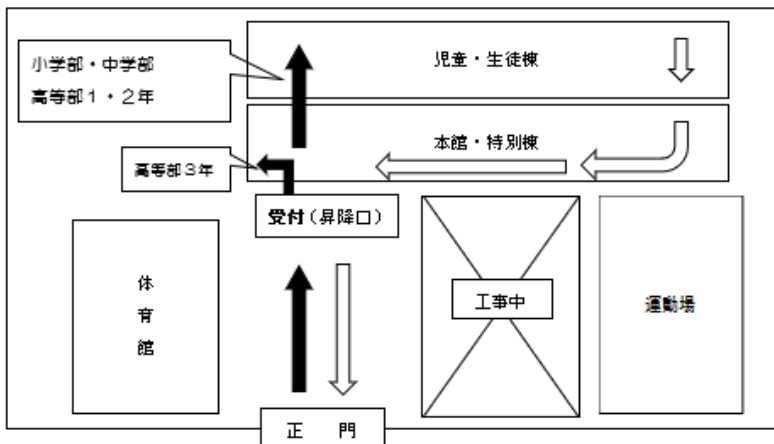 小学部・中学部
高等部１・２年
児童・生徒棟
本館・特別棟
高等部３年
受付（昇降口）
体育館
工事中
運動場
正　門